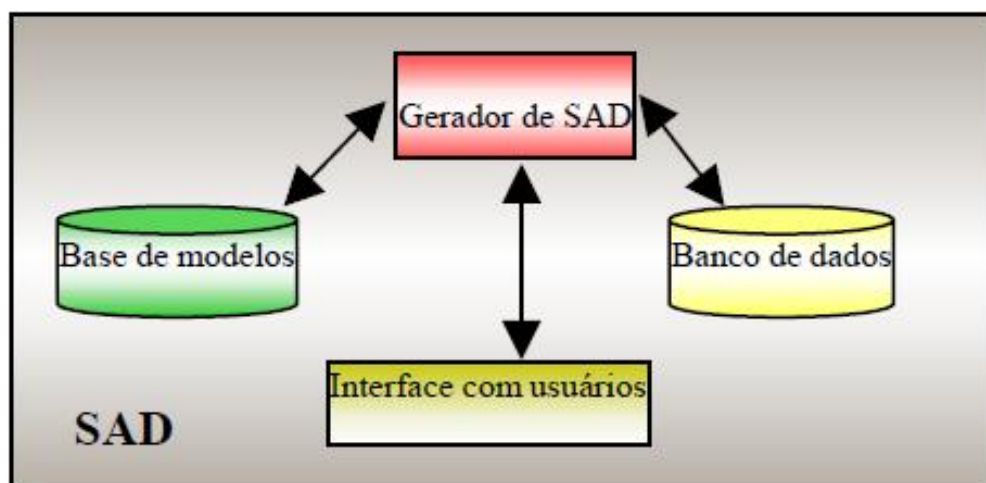 Gerador de SAD
Base de modelos
Banco de dados
Interface com usuários
SAD